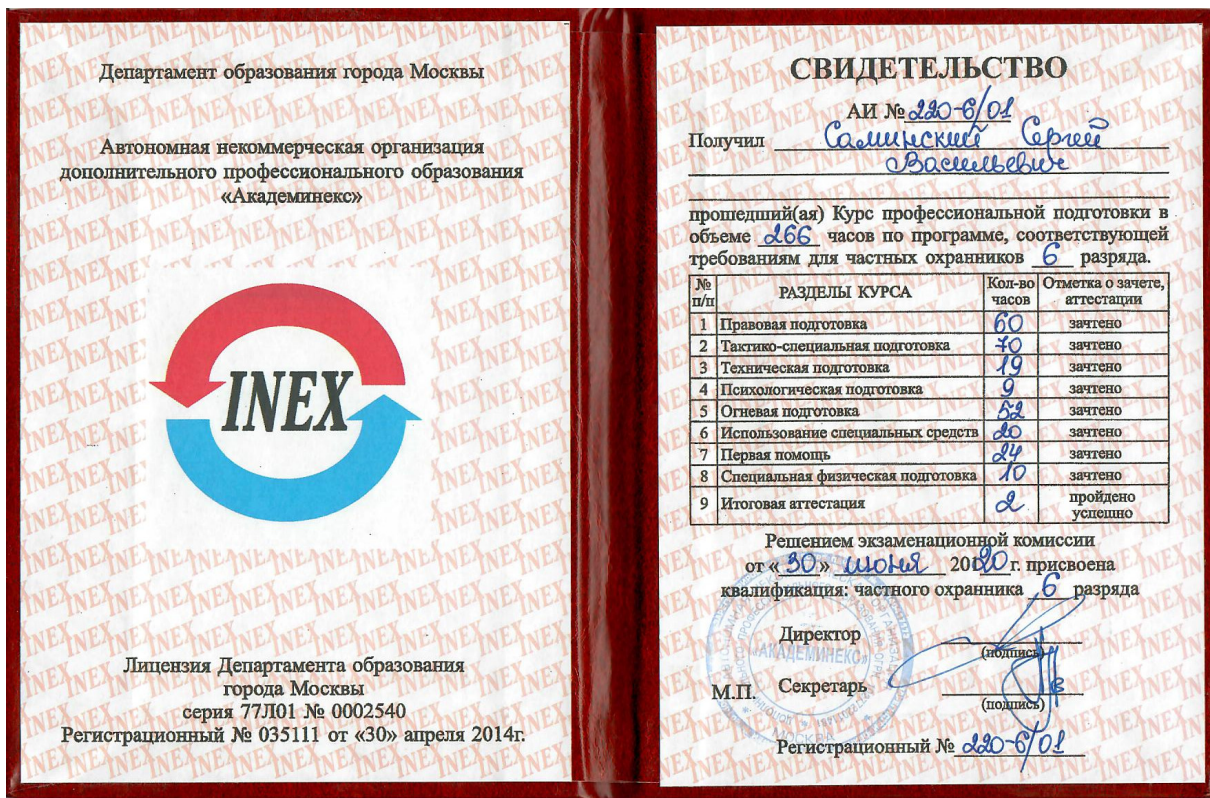 Департамент образования города Москвы
Автономная некоммерческая организация
дополнительного профессионального образования
«Академинекс»
INEX
Лицензия Департамента образования
города Москвы
серия 77Л01 № 0002540
Регистрационный № 035111 от «30» апреля 2014г.
СВИДЕТЕЛЬСТВО
АИ № 220-6/01
Получил Саминский Сергей
Васильевич
прошедший(ая) Курс профессиональной подготовки в
объеме 266 часов по программе, соответствующей
требованиям для частных охранников 6 разряда.
№ п/п РАЗДЕЛЫ КУРСА Кол-во часов Отметка о зачете, аттестации
1 Правовая подготовка 60 зачтено
2 Тактико-специальная подготовка 70 зачтено
3 Техническая подготовка 19 зачтено
4 Психологическая подготовка 9 зачтено
5 Огневая подготовка 52 зачтено
6 Использование специальных средств 20 зачтено
7 Первая помощь 24 зачтено
8 Специальная физическая подготовка 10 зачтено
9 Итоговая аттестация 2 пройдено успешно
Решением экзаменационной комиссии
от «30» июня 2020 г. присвоена
квалификация: частного охранника 6 разряда
Директор
(подпись)
М.П. Секретарь
(подпись)
«АКАДЕМИНЕКС»
МОСКВА
Регистрационный № 220-6/01